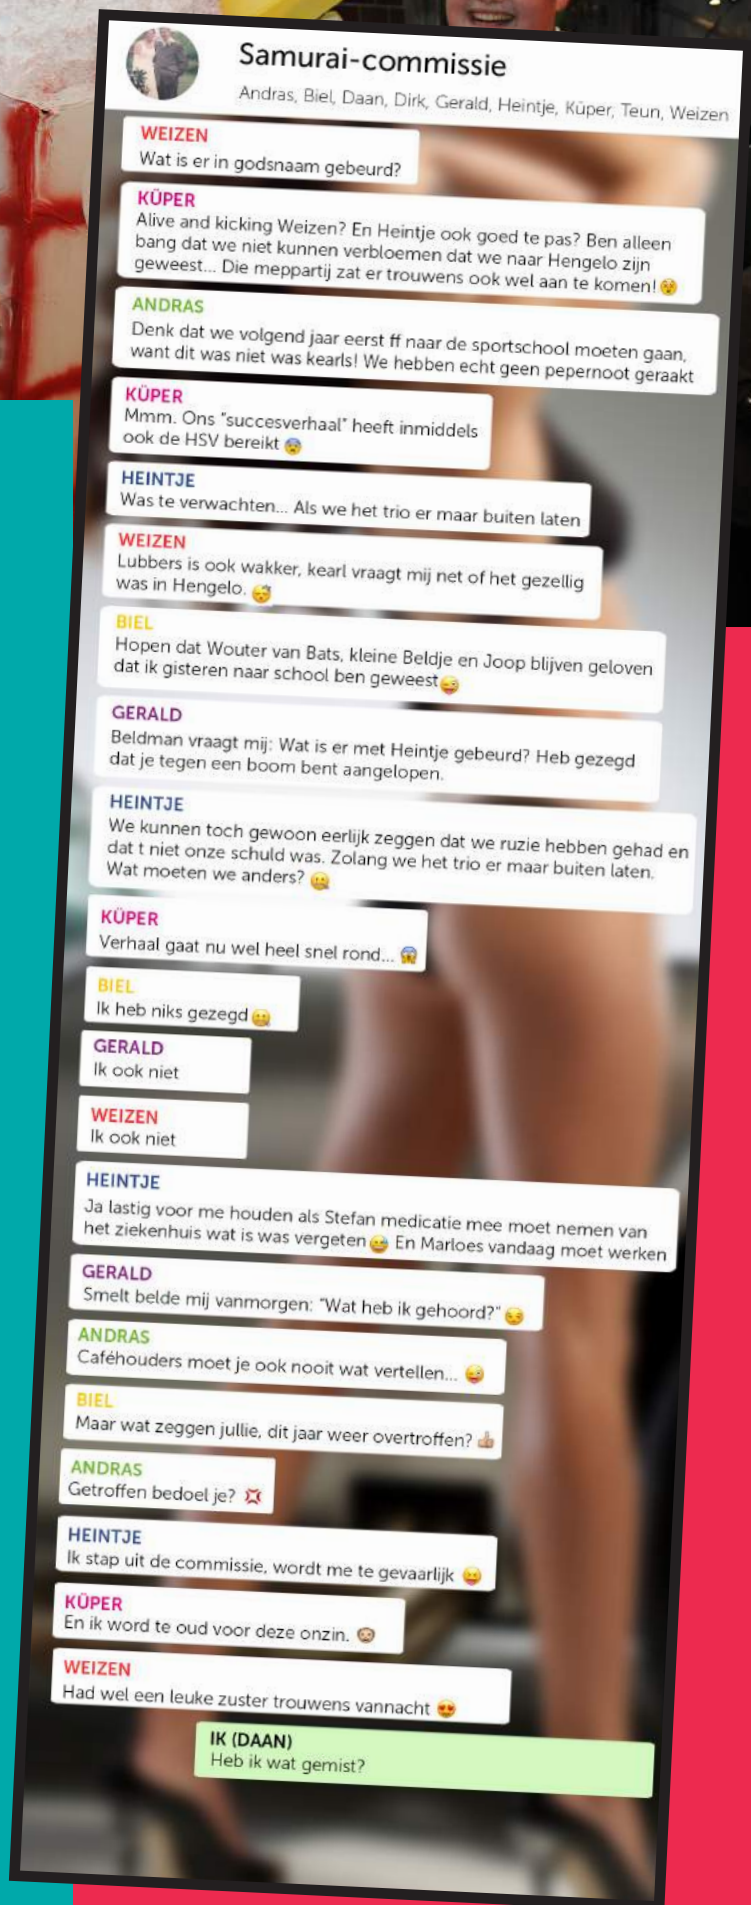 Samurai-commissie
Andras, Biel, Daan, Dirk, Gerald, Heintje, Küper, Teun, Weizen
WEIZEN
Wat is er in godsnaam gebeurd?
KÜPER
Alive and kicking Weizen? En Heintje ook goed te pas? Ben alleen
bang dat we niet kunnen verbloemen dat we naar Hengelo zijn
geweest... Die meppartij zat er trouwens ook wel aan te komen! 😵
ANDRAS
Denk dat we volgend jaar eerst ff naar de sportschool moeten gaan,
want dit was niet was kearls! We hebben echt geen pepernoot geraakt
KÜPER
Mmm. Ons "succesverhaal" heeft inmiddels
ook de HSV bereikt 😨
HEINTJE
Was te verwachten... Als we het trio er maar buiten laten
WEIZEN
Lubbers is ook wakker, kearl vraagt mij net of het gezellig
was in Hengelo. 😴
BIEL
Hopen dat Wouter van Bats, kleine Beldje en Joop blijven geloven
dat ik gisteren naar school ben geweest 😜
GERALD
Beldman vraagt mij: Wat is er met Heintje gebeurd? Heb gezegd
dat je tegen een boom bent aangelopen.
HEINTJE
We kunnen toch gewoon eerlijk zeggen dat we ruzie hebben gehad en
dat t niet onze schuld was. Zolang we het trio er maar buiten laten.
Wat moeten we anders? 🤐
KÜPER
Verhaal gaat nu wel heel snel rond... 😱
BIEL
Ik heb niks gezegd 🤐
GERALD
Ik ook niet
WEIZEN
Ik ook niet
HEINTJE
Ja lastig voor me houden als Stefan medicatie mee moet nemen van
het ziekenhuis wat is was vergeten 😅 En Marloes vandaag moet werken
GERALD
Smelt belde mij vanmorgen: "Wat heb ik gehoord?" 😒
ANDRAS
Caféhouders moet je ook nooit wat vertellen... 😜
BIEL
Maar wat zeggen jullie, dit jaar weer overtroffen? 👍
ANDRAS
Getroffen bedoel je? 💢
HEINTJE
Ik stap uit de commissie, wordt me te gevaarlijk 😝
KÜPER
En ik word te oud voor deze onzin. 🐵
WEIZEN
Had wel een leuke zuster trouwens vannacht 😍
IK (DAAN)
Heb ik wat gemist?